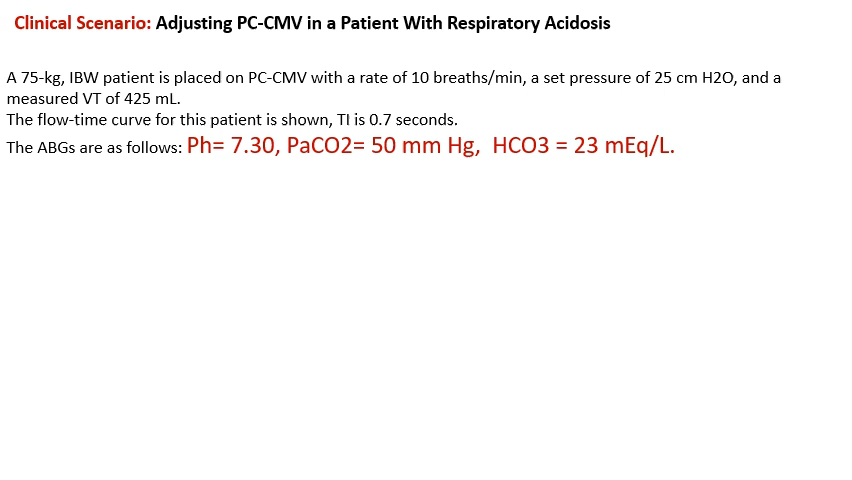 Clinical Scenario: Adjusting PC-CMV in a Patient With Respiratory Acidosis
A 75-kg, IBW patient is placed on PC-CMV with a rate of 10 breaths/min, a set pressure of 25 cm H2O, and a
measured VT of 425 mL.
The flow-time curve for this patient is shown, TI is 0.7 seconds.
The ABGs are as follows: Ph= 7.30, PaCO2= 50 mm Hg,  HCO3 = 23 mEq/L.